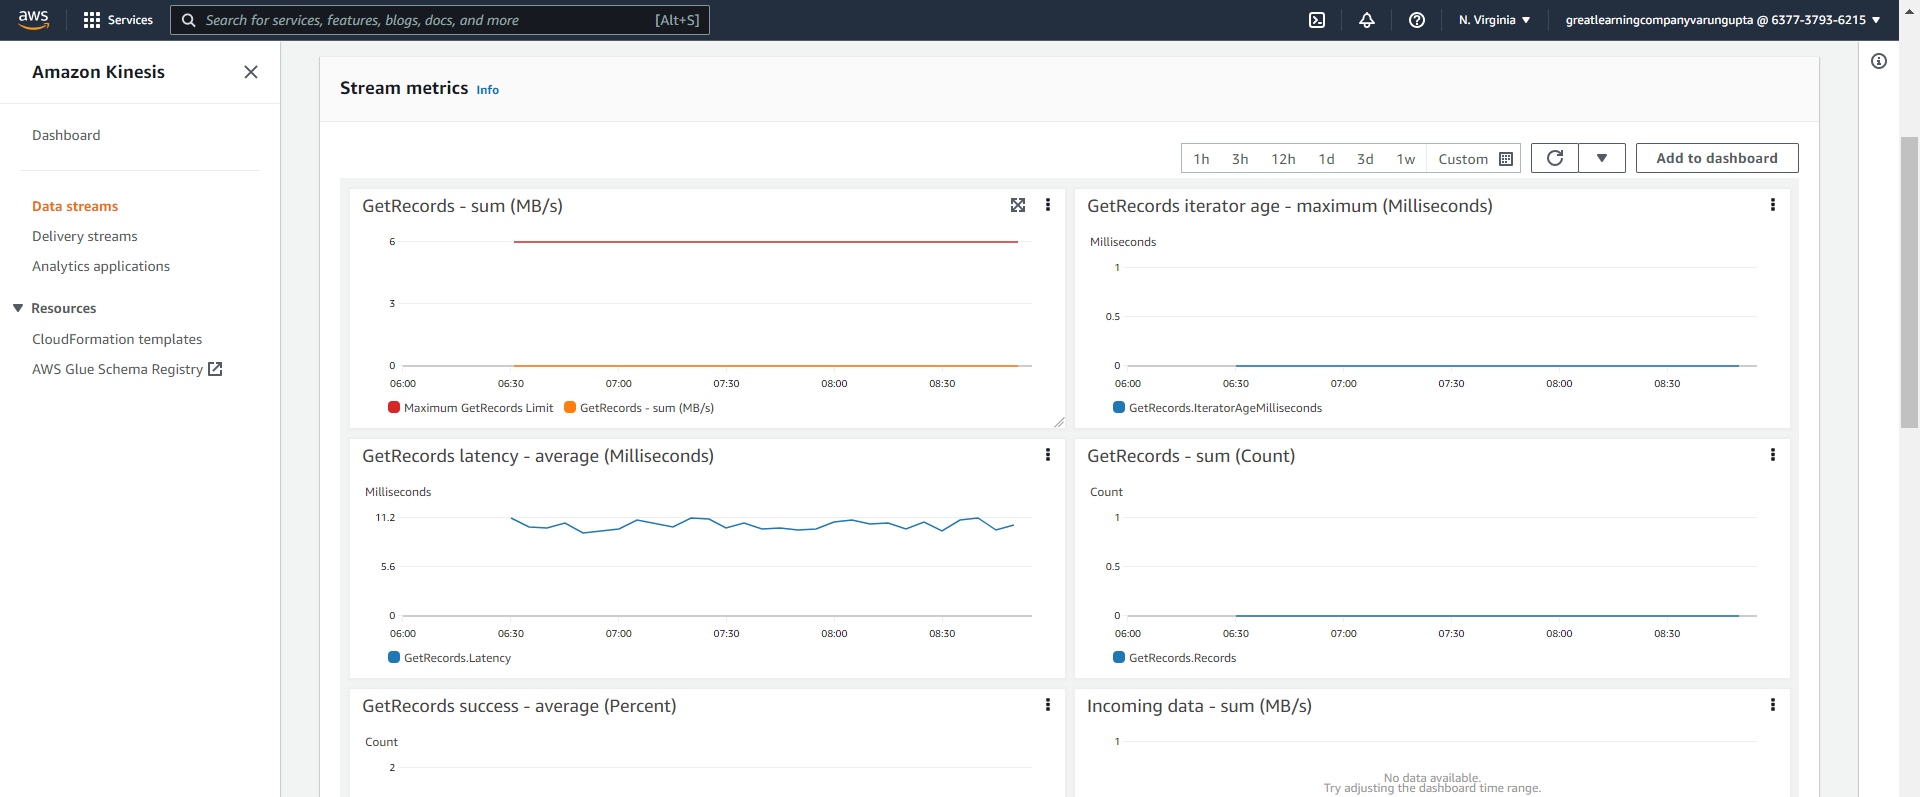 aws
Services
Search for services, features, blogs, docs, and more [Alt+S]
N. Virginia ▼
greatlearningcompanyvarungupta @ 6377-3793-6215 ▼
Amazon Kinesis
Dashboard
Data streams
Delivery streams
Analytics applications
Resources
CloudFormation templates
AWS Glue Schema Registry
Stream metrics Info
1h 3h 12h 1d 3d 1w Custom
Add to dashboard
GetRecords - sum (MB/s)
6
3
0
06:00 06:30 07:00 07:30 08:00 08:30
Maximum GetRecords Limit GetRecords - sum (MB/s)
GetRecords iterator age - maximum (Milliseconds)
Milliseconds
1
0.5
0
06:00 06:30 07:00 07:30 08:00 08:30
GetRecords.IteratorAgeMilliseconds
GetRecords latency - average (Milliseconds)
Milliseconds
11.2
5.6
0
06:00 06:30 07:00 07:30 08:00 08:30
GetRecords.Latency
GetRecords - sum (Count)
Count
1
0.5
0
06:00 06:30 07:00 07:30 08:00 08:30
GetRecords.Records
GetRecords success - average (Percent)
Count
2
Incoming data - sum (MB/s)
1
No data available.
Try adjusting the dashboard time range.